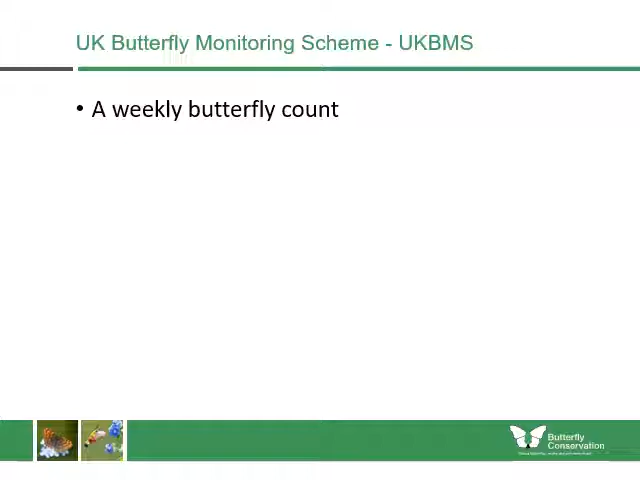 UK Butterfly Monitoring Scheme - UKBMS
• A weekly butterfly count
Butterfly
Conservation